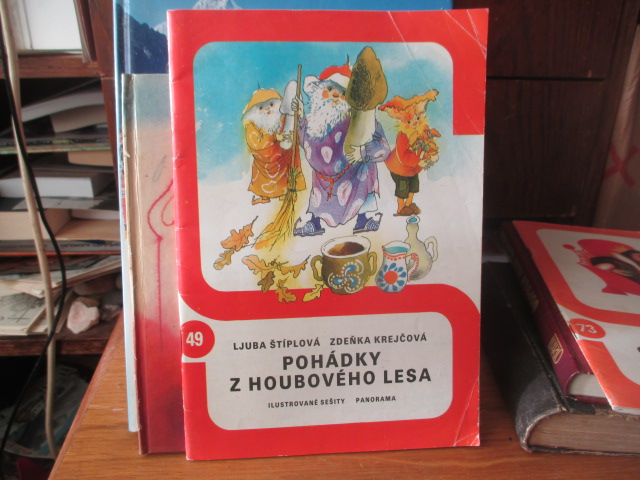 49
LJUBA ŠTÍPLOVÁ ZDEŇKA KREJČOVÁ
POHÁDKY
Z HOUBOVÉHO LESA
ILUSTROVANÉ SEŠITY PANORAMA
73